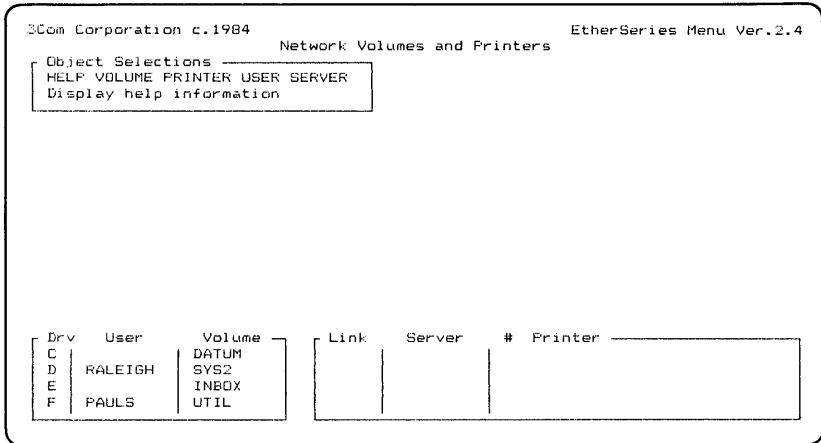 3Com Corporation c.1984 EtherSeries Menu Ver.2.4
Network Volumes and Printers
Object Selections
HELP VOLUME PRINTER USER SERVER
Display help information
Drv User Volume Link Server # Printer
C DATUM
D RALEIGH SYS2
E INBOX
F PAULS UTIL